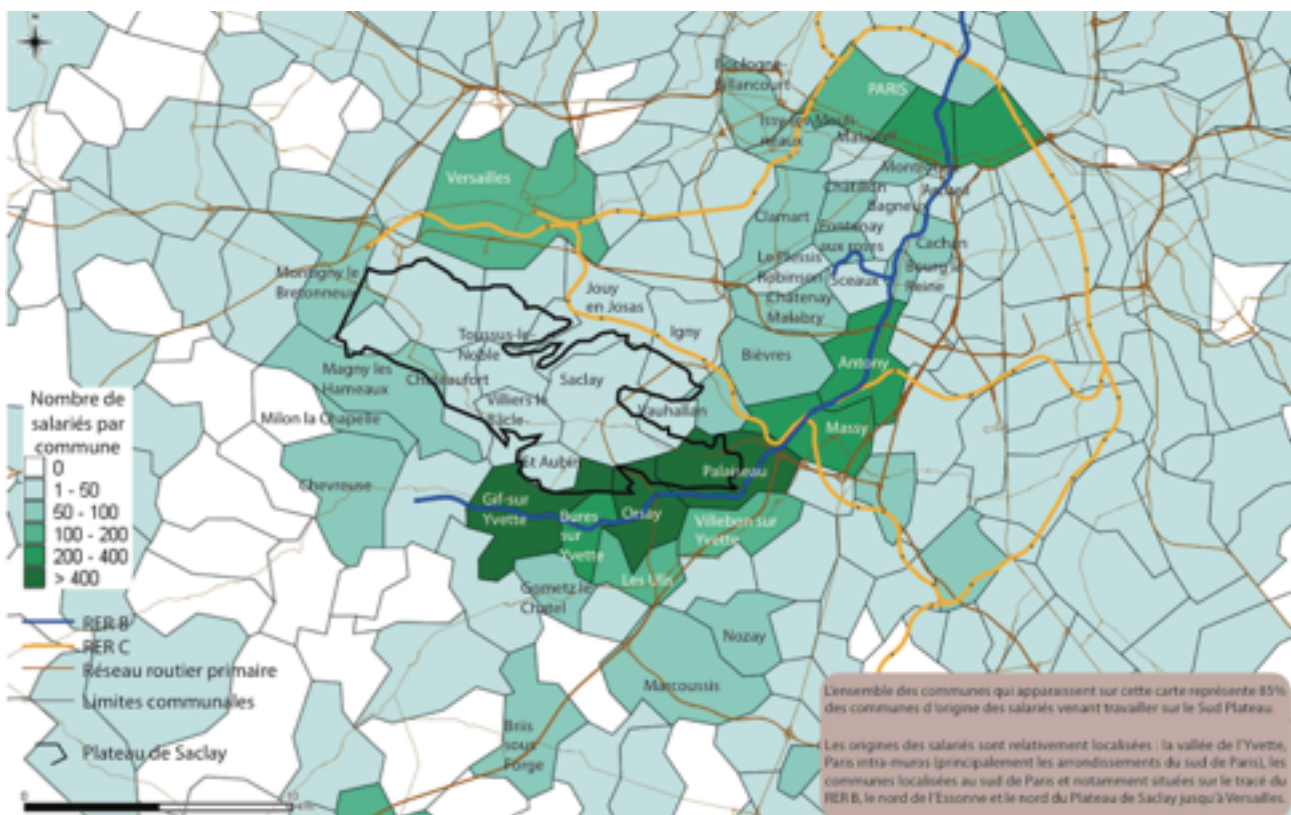 Boulogne-
Billancourt
PARIS
Issy les Mouli
neaux
Malakoff
Montrouge
Versailles
Châtillon
Arcueil
Bagneux
Clamart
Fontenay
aux roses
Cachan
Le Plessis
Robinson
Bourg la
Reine
Sceaux
Montigny le
Bretonneux
Jouy
en Josas
Châtenay
Malabry
Toussus-le-
Noble
Igny
Bièvres
Antony
Magny les
Hameaux
Châteaufort
Saclay
Villiers le
Bâcle
Vauhallan
Massy
Milon la Chapelle
St Aubin
Palaiseau
Chevreuse
Gif-sur
Yvette
Bures
sur
Yvette
Orsay
Villebon sur
Yvette
Les Ulis
Gometz le
Chatel
Nozay
Marcoussis
Briis
sous
Forge
Nombre de
salariés par
commune
0
1 - 50
50 - 100
100 - 200
200 - 400
> 400
RER B
RER C
Réseau routier primaire
Limites communales
Plateau de Saclay
0
10
L'ensemble des communes qui apparaissent sur cette carte représente 85%
des communes d'origine des salariés venant travailler sur le Sud Plateau.
Les origines des salariés sont relativement localisées : la vallée de l'Yvette,
Paris intra-muros (principalement les arrondissements du sud de Paris), les
communes localisées au sud de Paris et notamment situées sur le tracé du
RER B, le nord de l'Essonne et le nord du Plateau de Saclay jusqu'à Versailles.